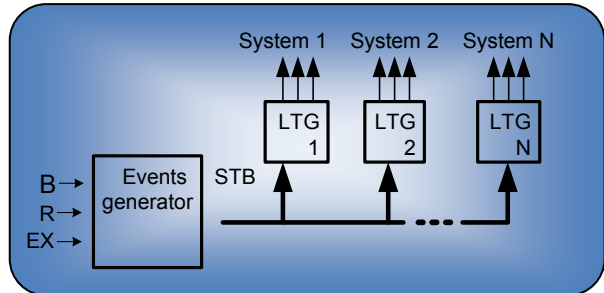 System 1 System 2 System N
LTG LTG LTG
1 2 N
Events STB
generator
B
R
EX